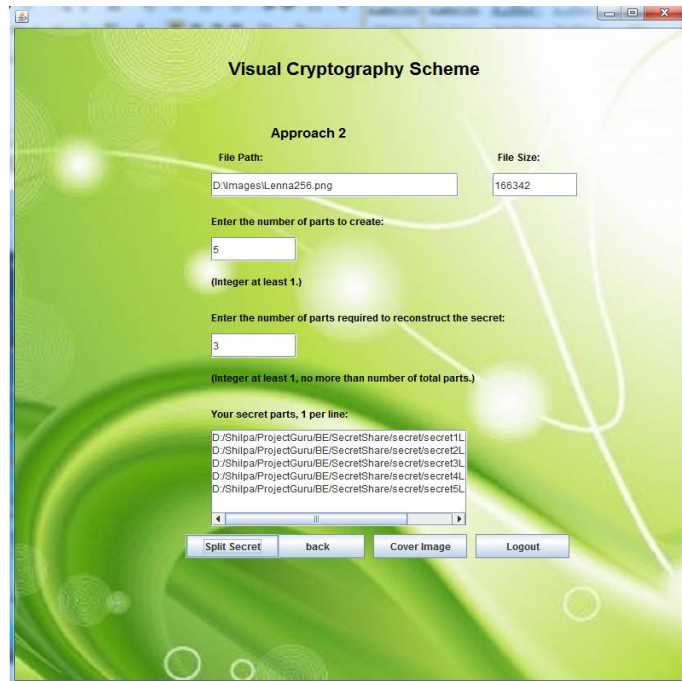 Visual Cryptography Scheme
Approach 2
File Path: File Size:
D:\Images\Lenna256.png 166342
Enter the number of parts to create:
5
(Integer at least 1.)
Enter the number of parts required to reconstruct the secret:
3
(Integer at least 1, no more than number of total parts.)
Your secret parts, 1 per line:
D:/Shilpa/ProjectGuru/BE/SecretShare/secret/secret1L
D:/Shilpa/ProjectGuru/BE/SecretShare/secret/secret2L
D:/Shilpa/ProjectGuru/BE/SecretShare/secret/secret3L
D:/Shilpa/ProjectGuru/BE/SecretShare/secret/secret4L
D:/Shilpa/ProjectGuru/BE/SecretShare/secret/secret5L
Split Secret back Cover Image Logout